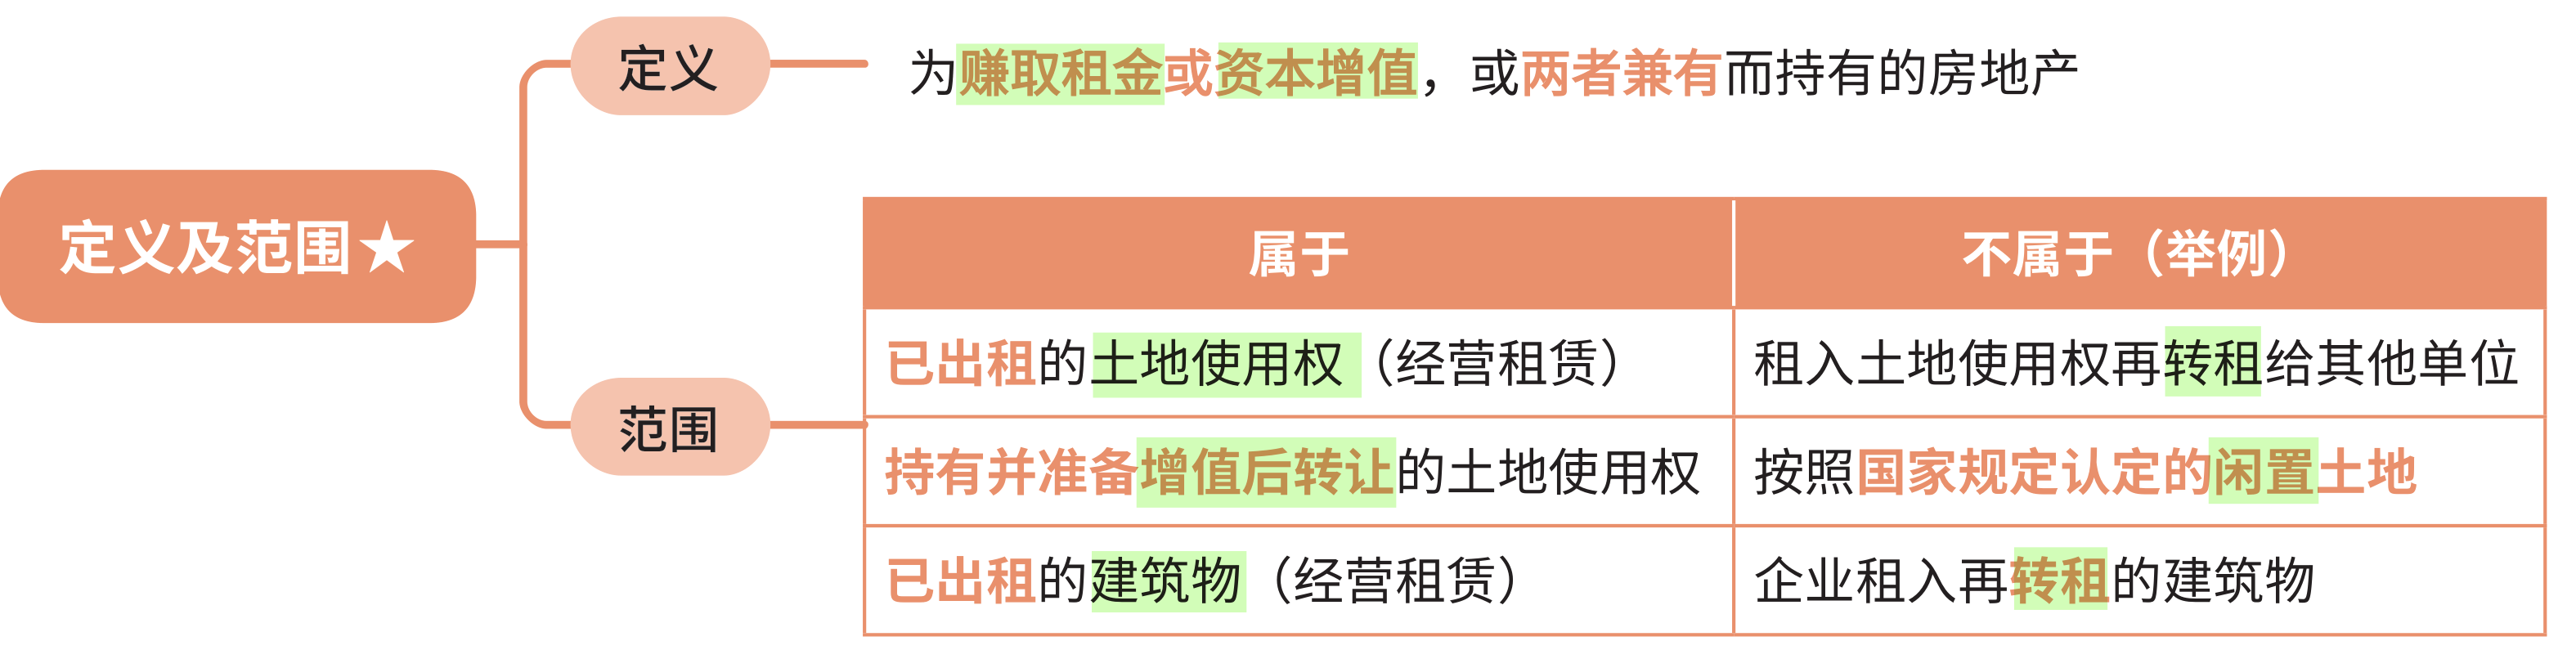 定义及范围★
定义
为赚取租金或资本增值，或两者兼有而持有的房地产
范围
属于 不属于（举例）
已出租的土地使用权（经营租赁） 租入土地使用权再转租给其他单位
持有并准备增值后转让的土地使用权 按照国家规定认定的闲置土地
已出租的建筑物（经营租赁） 企业租入再转租的建筑物